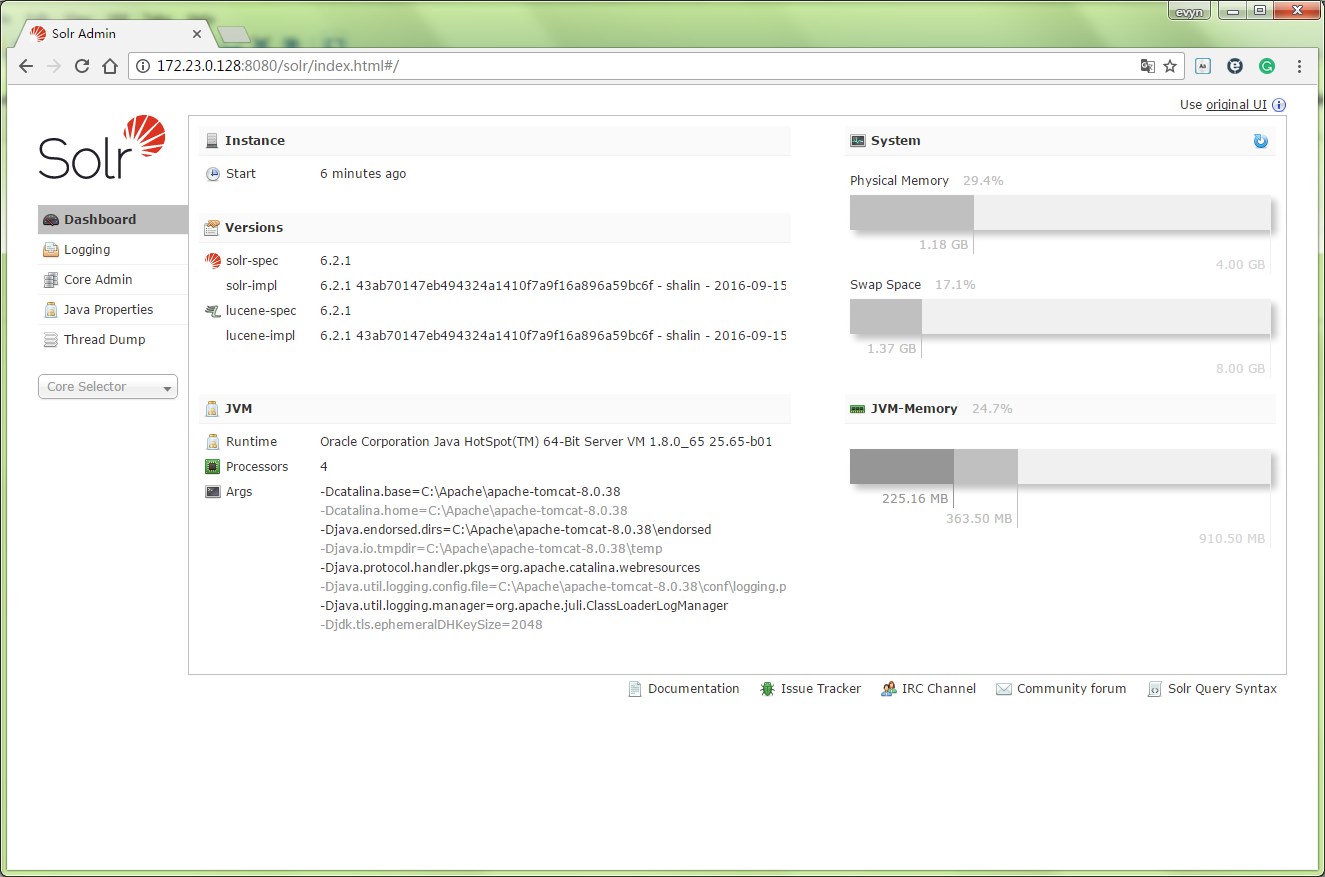 evyn
Solr Admin
172.23.0.128:8080/solr/index.html#/
Use original UI
Solr
Dashboard
Logging
Core Admin
Java Properties
Thread Dump
Core Selector
Instance
Start 6 minutes ago
Versions
solr-spec 6.2.1
solr-impl 6.2.1 43ab70147eb494324a1410f7a9f16a896a59bc6f - shalin - 2016-09-15
lucene-spec 6.2.1
lucene-impl 6.2.1 43ab70147eb494324a1410f7a9f16a896a59bc6f - shalin - 2016-09-15
JVM
Runtime Oracle Corporation Java HotSpot(TM) 64-Bit Server VM 1.8.0_65 25.65-b01
Processors 4
Args -Dcatalina.base=C:\Apache\apache-tomcat-8.0.38
-Dcatalina.home=C:\Apache\apache-tomcat-8.0.38
-Djava.endorsed.dirs=C:\Apache\apache-tomcat-8.0.38\endorsed
-Djava.io.tmpdir=C:\Apache\apache-tomcat-8.0.38\temp
-Djava.protocol.handler.pkgs=org.apache.catalina.webresources
-Djava.util.logging.config.file=C:\Apache\apache-tomcat-8.0.38\conf\logging.p
-Djava.util.logging.manager=org.apache.juli.ClassLoaderLogManager
-Djdk.tls.ephemeralDHKeySize=2048
System
Physical Memory 29.4%
1.18 GB
4.00 GB
Swap Space 17.1%
1.37 GB
8.00 GB
JVM-Memory 24.7%
225.16 MB
363.50 MB
910.50 MB
Documentation Issue Tracker IRC Channel Community forum Solr Query Syntax